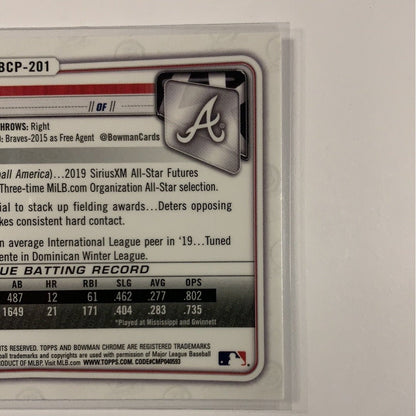 BCP-201
// OF //
THROWS: Right
: Braves-2015 as Free Agent @BowmanCards
all America)...2019 SiriusXM All-Star Futures
Three-time MiLB.com Organization All-Star selection.
ial to stack up fielding awards...Deters opposing
kes consistent hard contact.
n average International League peer in '19...Tuned
ente in Dominican Winter League.
UE BATTING RECORD
AB HR RBI SLG AVG OPS
487 12 61 .462 .277 .802
1649 21 171 .404 .283 .735
*Played at Mississippi and Gwinnett
TS RESERVED. TOPPS AND BOWMAN CHROME ARE REGISTERED TRADEMARKS
ball trademarks and copyrights are used with permission of Major League Baseball
PRODUCT OF MLBP. Visit MLB.com WWW.TOPPS.COM. CODE#CMP040593
A